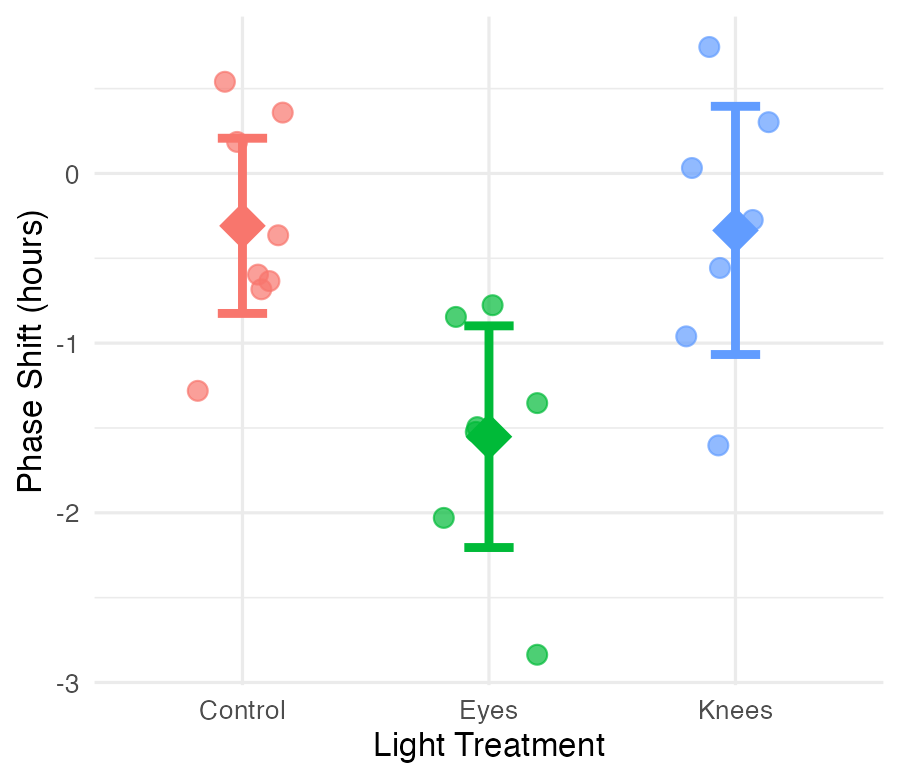 Phase Shift (hours)
0
-1
-2
-3
Control Eyes Knees
Light Treatment